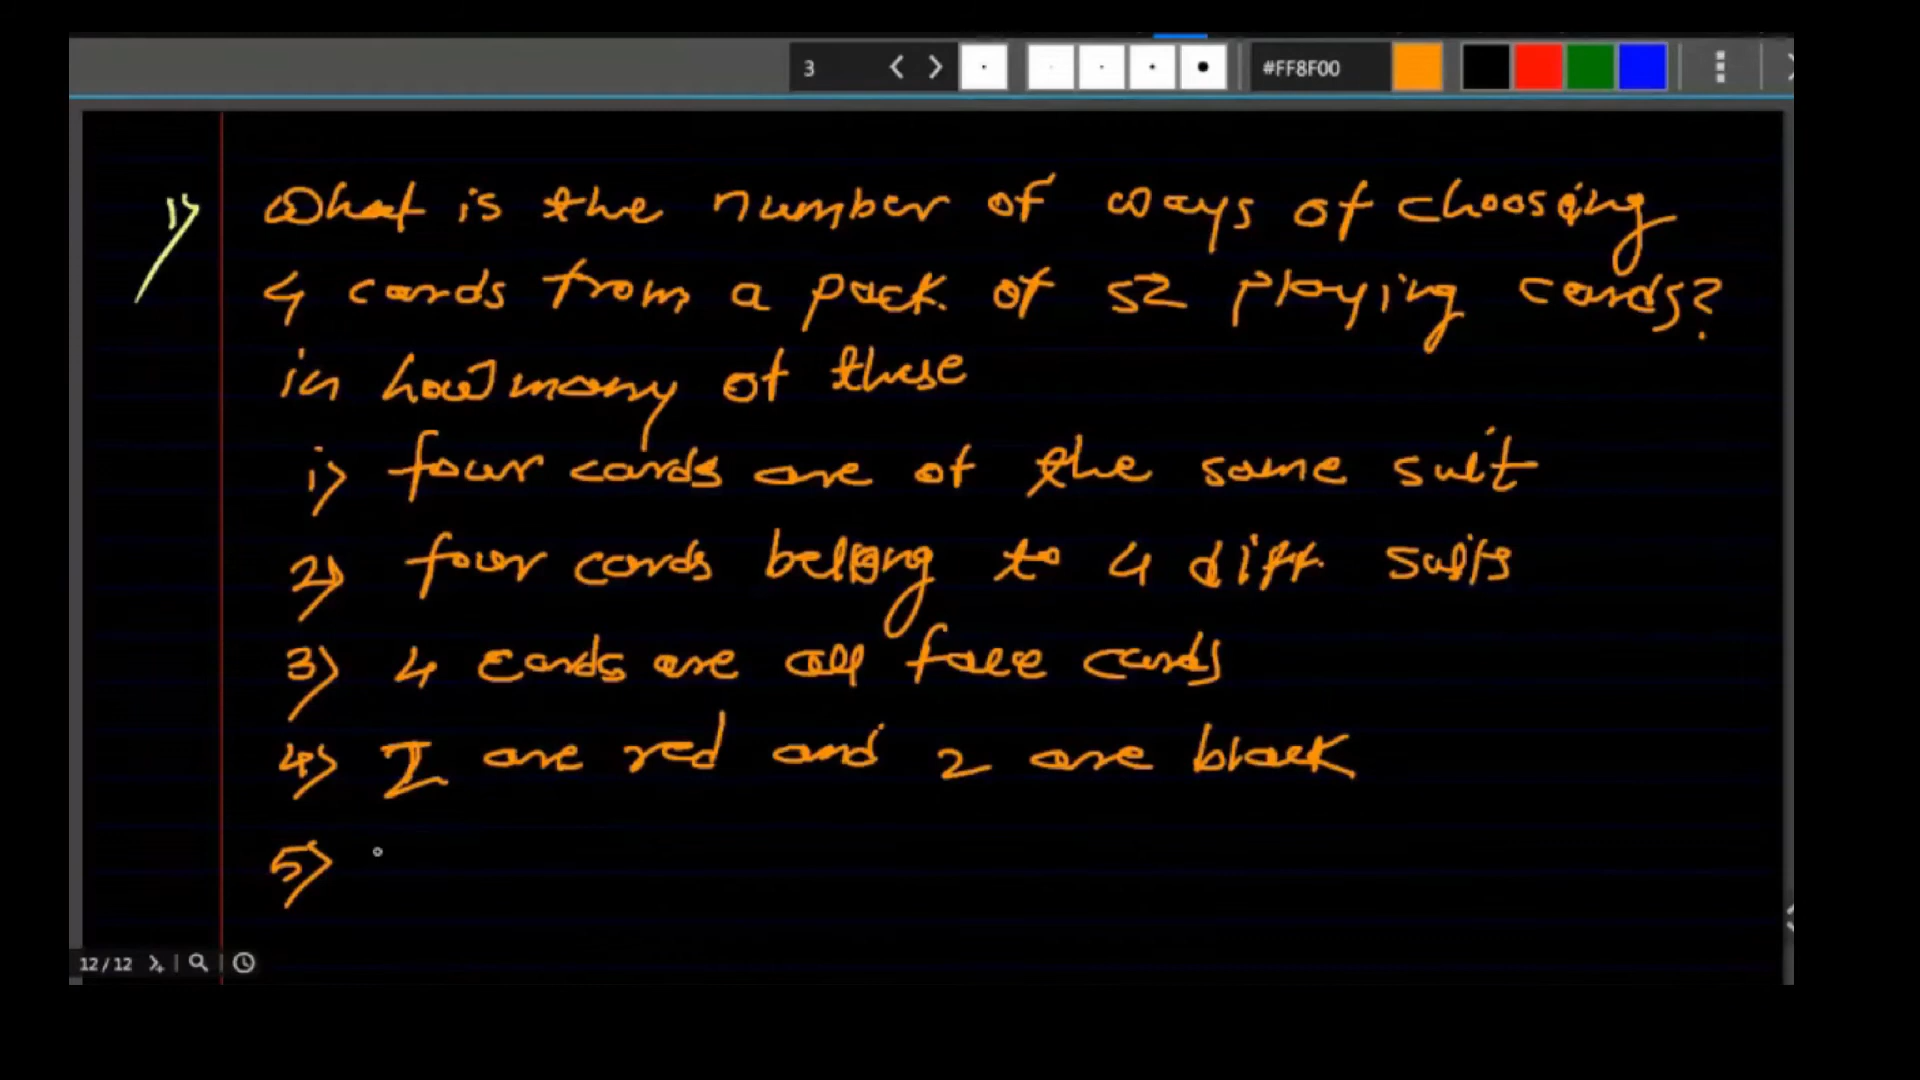 3
#FF8F00
1) What is the number of ways of choosing
4 cards from a pack of 52 playing cards?
in how many of these
i) four cards are of the same suit
2) four cards belong to 4 diff. suits
3) 4 cards are all face cards
4) 2 are red and 2 are black
5)
12/12